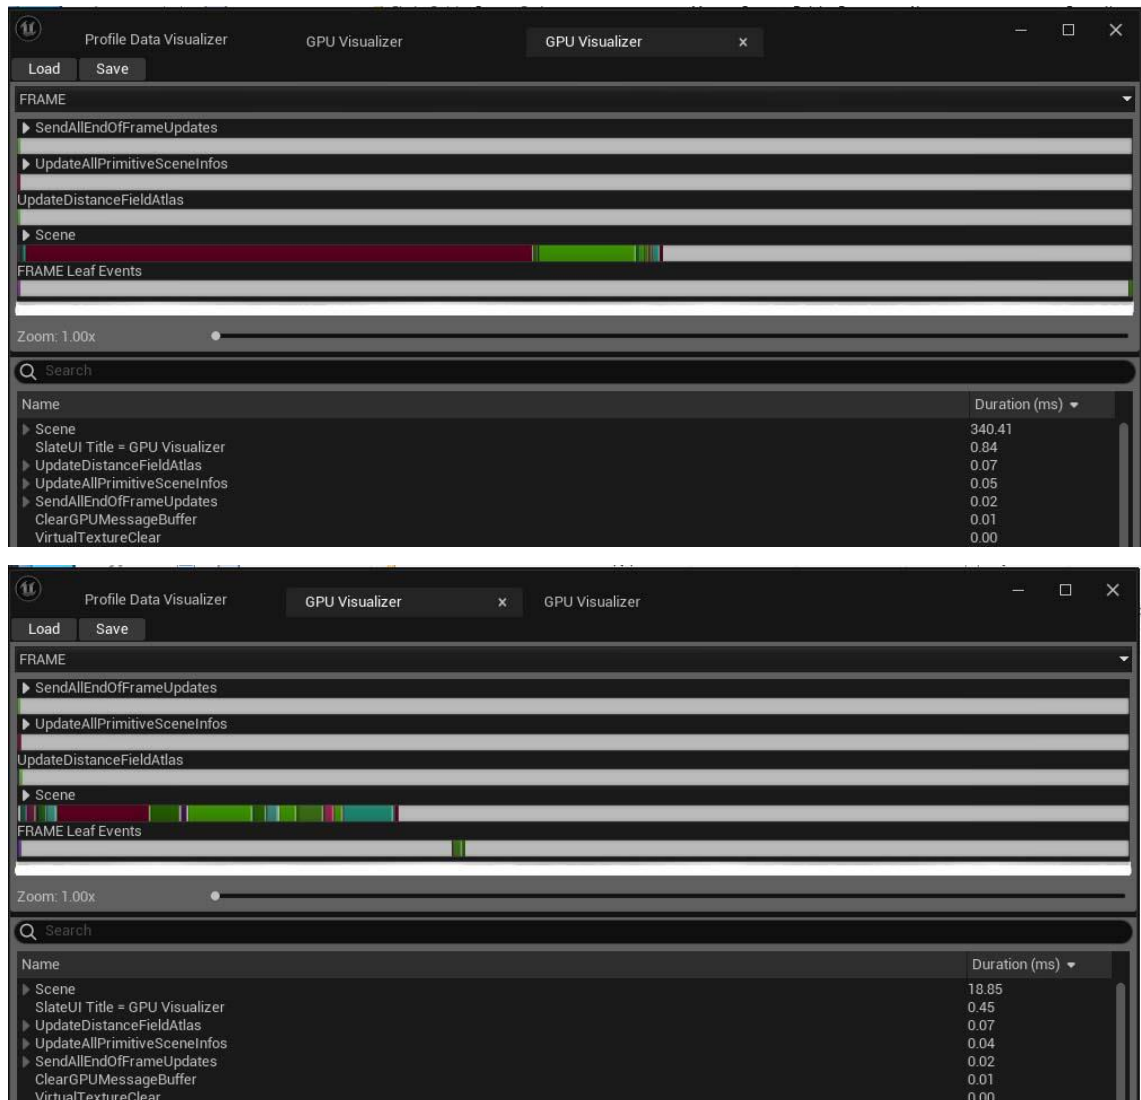 Profile Data Visualizer GPU Visualizer GPU Visualizer
Load Save
FRAME
SendAllEndOfFrameUpdates
UpdateAllPrimitiveSceneInfos
UpdateDistanceFieldAtlas
Scene
FRAME Leaf Events
Zoom: 1.00x
Search
Name Duration (ms)
Scene 340.41
SlateUI Title = GPU Visualizer 0.84
UpdateDistanceFieldAtlas 0.07
UpdateAllPrimitiveSceneInfos 0.05
SendAllEndOfFrameUpdates 0.02
ClearGPUMessageBuffer 0.01
VirtualTextureClear 0.00
Profile Data Visualizer GPU Visualizer GPU Visualizer
Load Save
FRAME
SendAllEndOfFrameUpdates
UpdateAllPrimitiveSceneInfos
UpdateDistanceFieldAtlas
Scene
FRAME Leaf Events
Zoom: 1.00x
Search
Name Duration (ms)
Scene 18.85
SlateUI Title = GPU Visualizer 0.45
UpdateDistanceFieldAtlas 0.07
UpdateAllPrimitiveSceneInfos 0.04
SendAllEndOfFrameUpdates 0.02
ClearGPUMessageBuffer 0.01
VirtualTextureClear 0.00